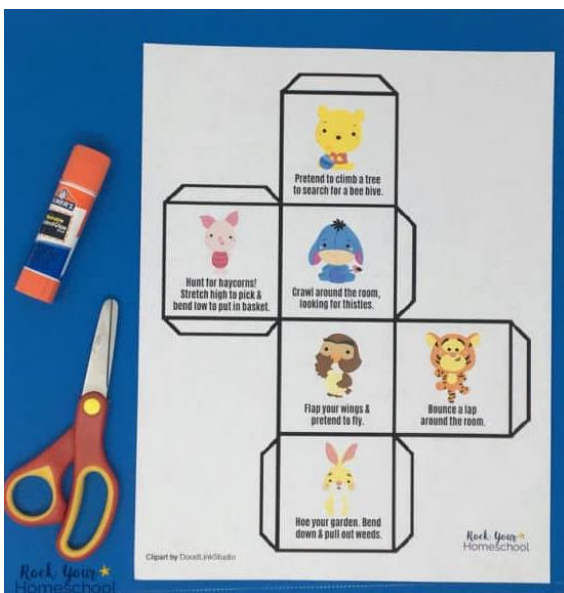 Pretend to climb a tree
to search for a bee hive.
Hunt for haycorns!
Stretch high to pick &
bend low to put in basket.
Crawl around the room,
looking for thistles.
Flap your wings &
pretend to fly.
Bounce a lap
around the room.
Hoe your garden. Bend
down & pull out weeds.
Clipart by DoodLinkStudio
Rock Your
Homeschool
Rock Your
Homeschool